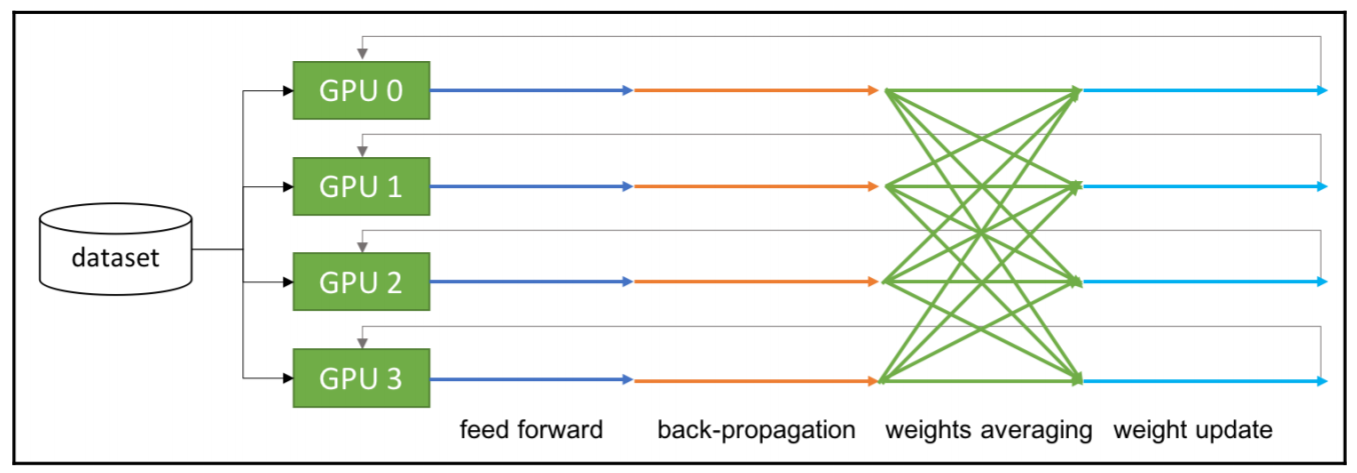 GPU 0
GPU 1
dataset
GPU 2
GPU 3
feed forward back-propagation weights averaging weight update